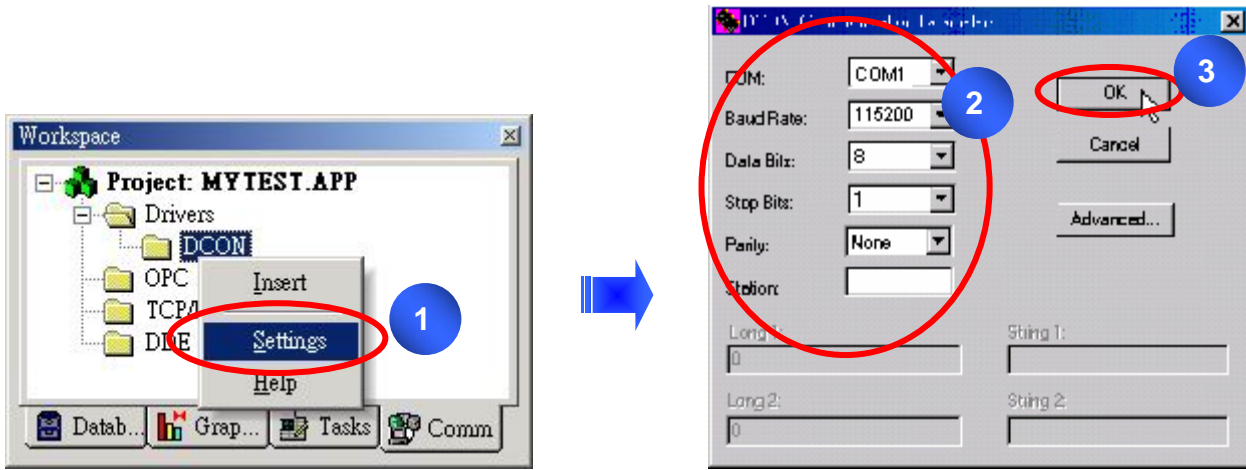 Workspace
Project: MYTEST.APP
Drivers
DCON
OPC
TCP/I
DDE
Insert
Settings
Help
1
Datab...
Grap...
Tasks
Comm
COM:
COM1
Baud Rate:
115200
Data Bits:
8
Stop Bits:
1
Parity:
None
Station:
2
OK
3
Cancel
Advanced...
Long 1:
0
String 1:
Long 2:
0
String 2: